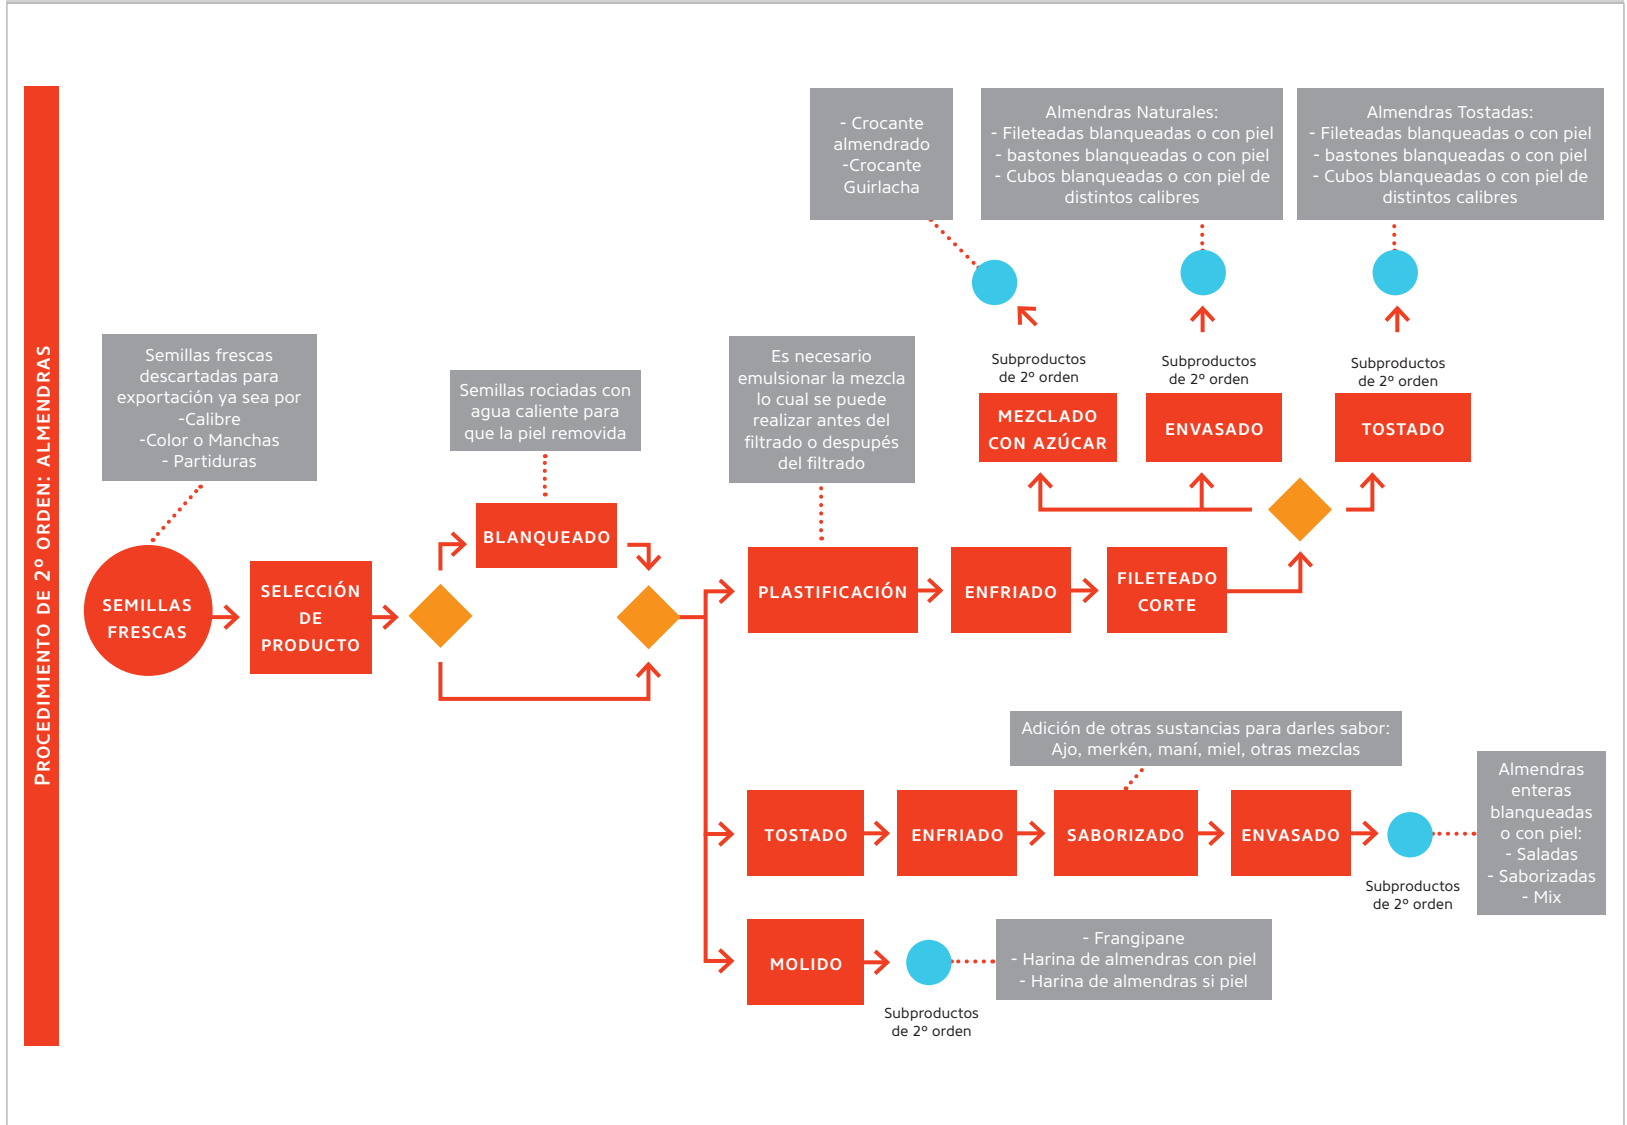 PROCEDIMIENTO DE 2º ORDEN: ALMENDRAS
Semillas frescas
descartadas para
exportación ya sea por
-Calibre
-Color o Manchas
- Partiduras
SEMILLAS
FRESCAS
SELECCIÓN
DE
PRODUCTO
Semillas rociadas con
agua caliente para
que la piel removida
BLANQUEADO
Es necesario
emulsionar la mezcla
lo cual se puede
realizar antes del
filtrado o despupés
del filtrado
PLASTIFICACIÓN
ENFRIADO
FILETEADO
CORTE
- Crocante
almendrado
-Crocante
Guirlacha
Subproductos
de 2º orden
MEZCLADO
CON AZÚCAR
Almendras Naturales:
- Fileteadas blanqueadas o con piel
- bastones blanqueadas o con piel
- Cubos blanqueadas o con piel de
distintos calibres
Subproductos
de 2º orden
ENVASADO
Almendras Tostadas:
- Fileteadas blanqueadas o con piel
- bastones blanqueadas o con piel
- Cubos blanqueadas o con piel de
distintos calibres
Subproductos
de 2º orden
TOSTADO
TOSTADO
ENFRIADO
Adición de otras sustancias para darles sabor:
Ajo, merkén, maní, miel, otras mezclas
SABORIZADO
ENVASADO
Subproductos
de 2º orden
Almendras
enteras
blanqueadas
o con piel:
- Saladas
- Saborizadas
- Mix
MOLIDO
Subproductos
de 2º orden
- Frangipane
- Harina de almendras con piel
- Harina de almendras si piel